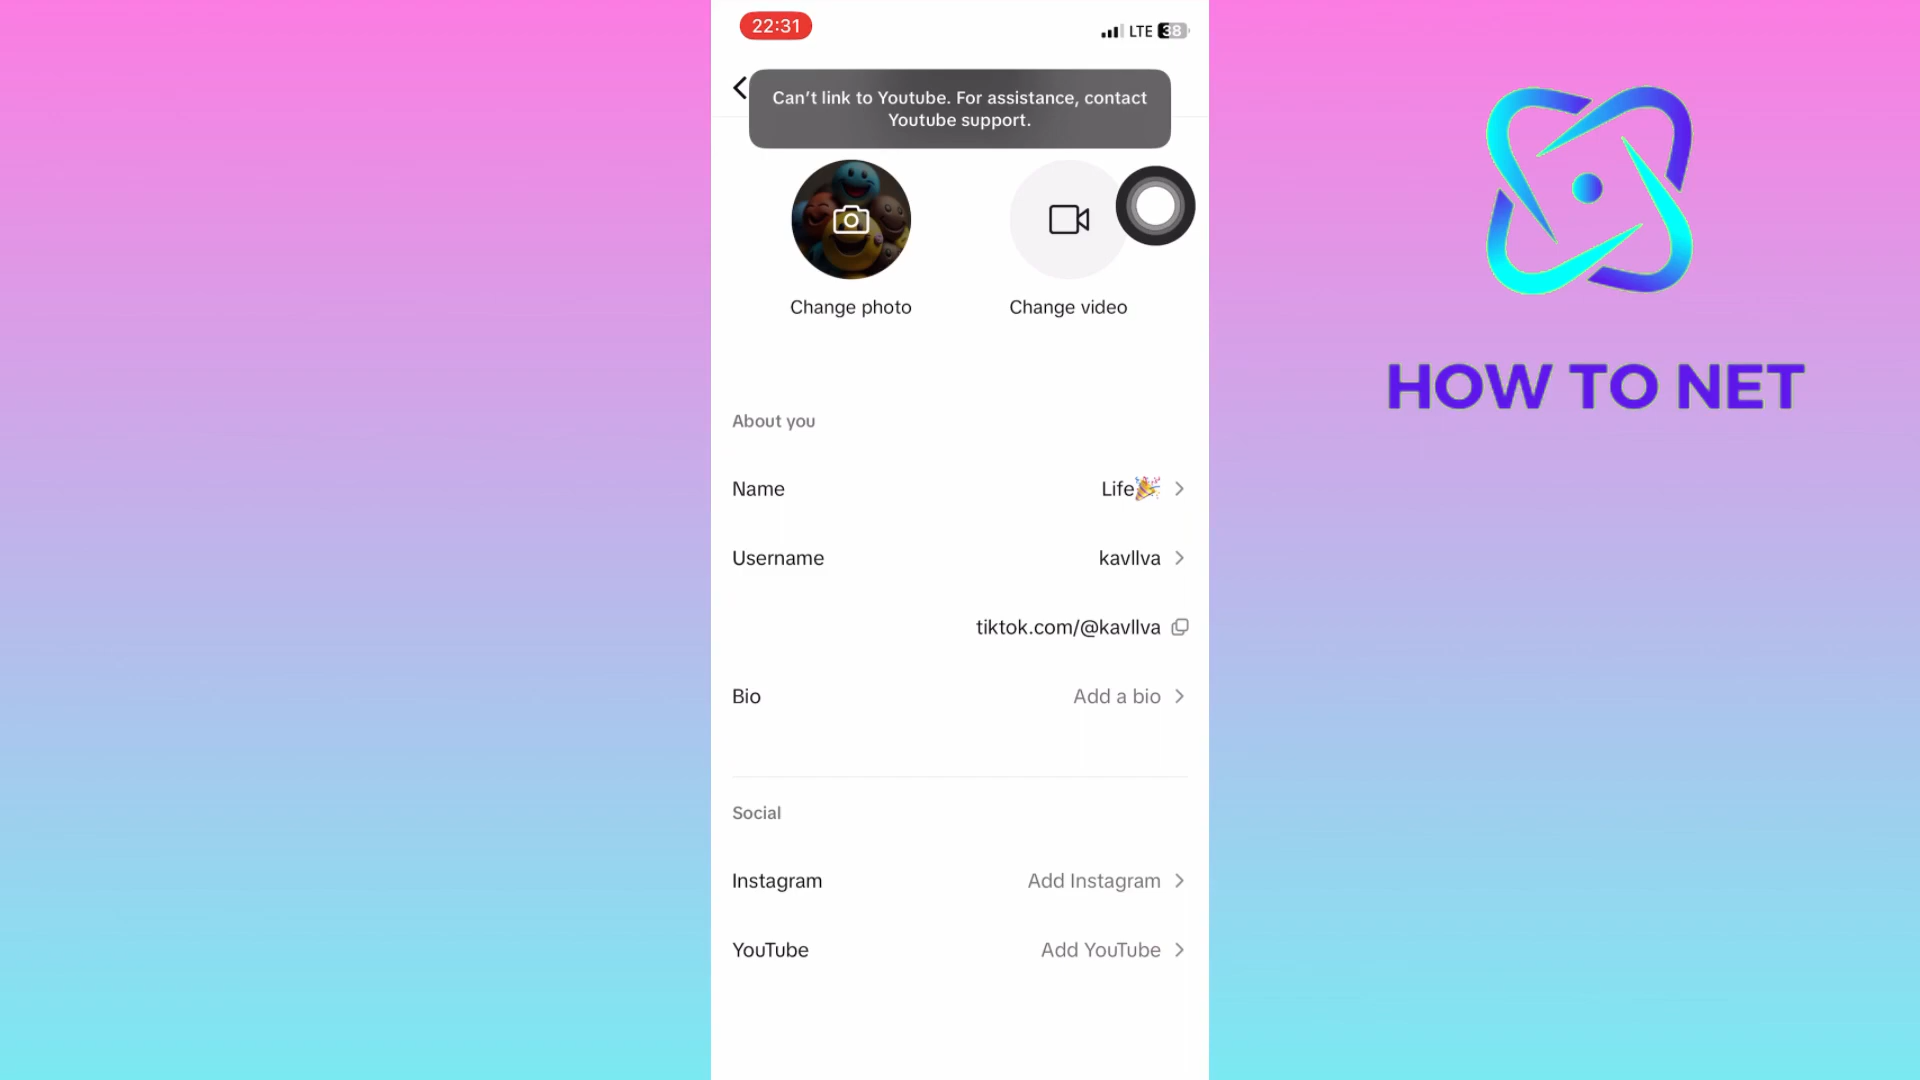 22:31
LTE 38
Can’t link to Youtube. For assistance, contact
Youtube support.
Change photo
Change video
About you
Name
Life🎉
Username
kavllva
tiktok.com/@kavllva
Bio
Add a bio
Social
Instagram
Add Instagram
YouTube
Add YouTube
HOW TO NET